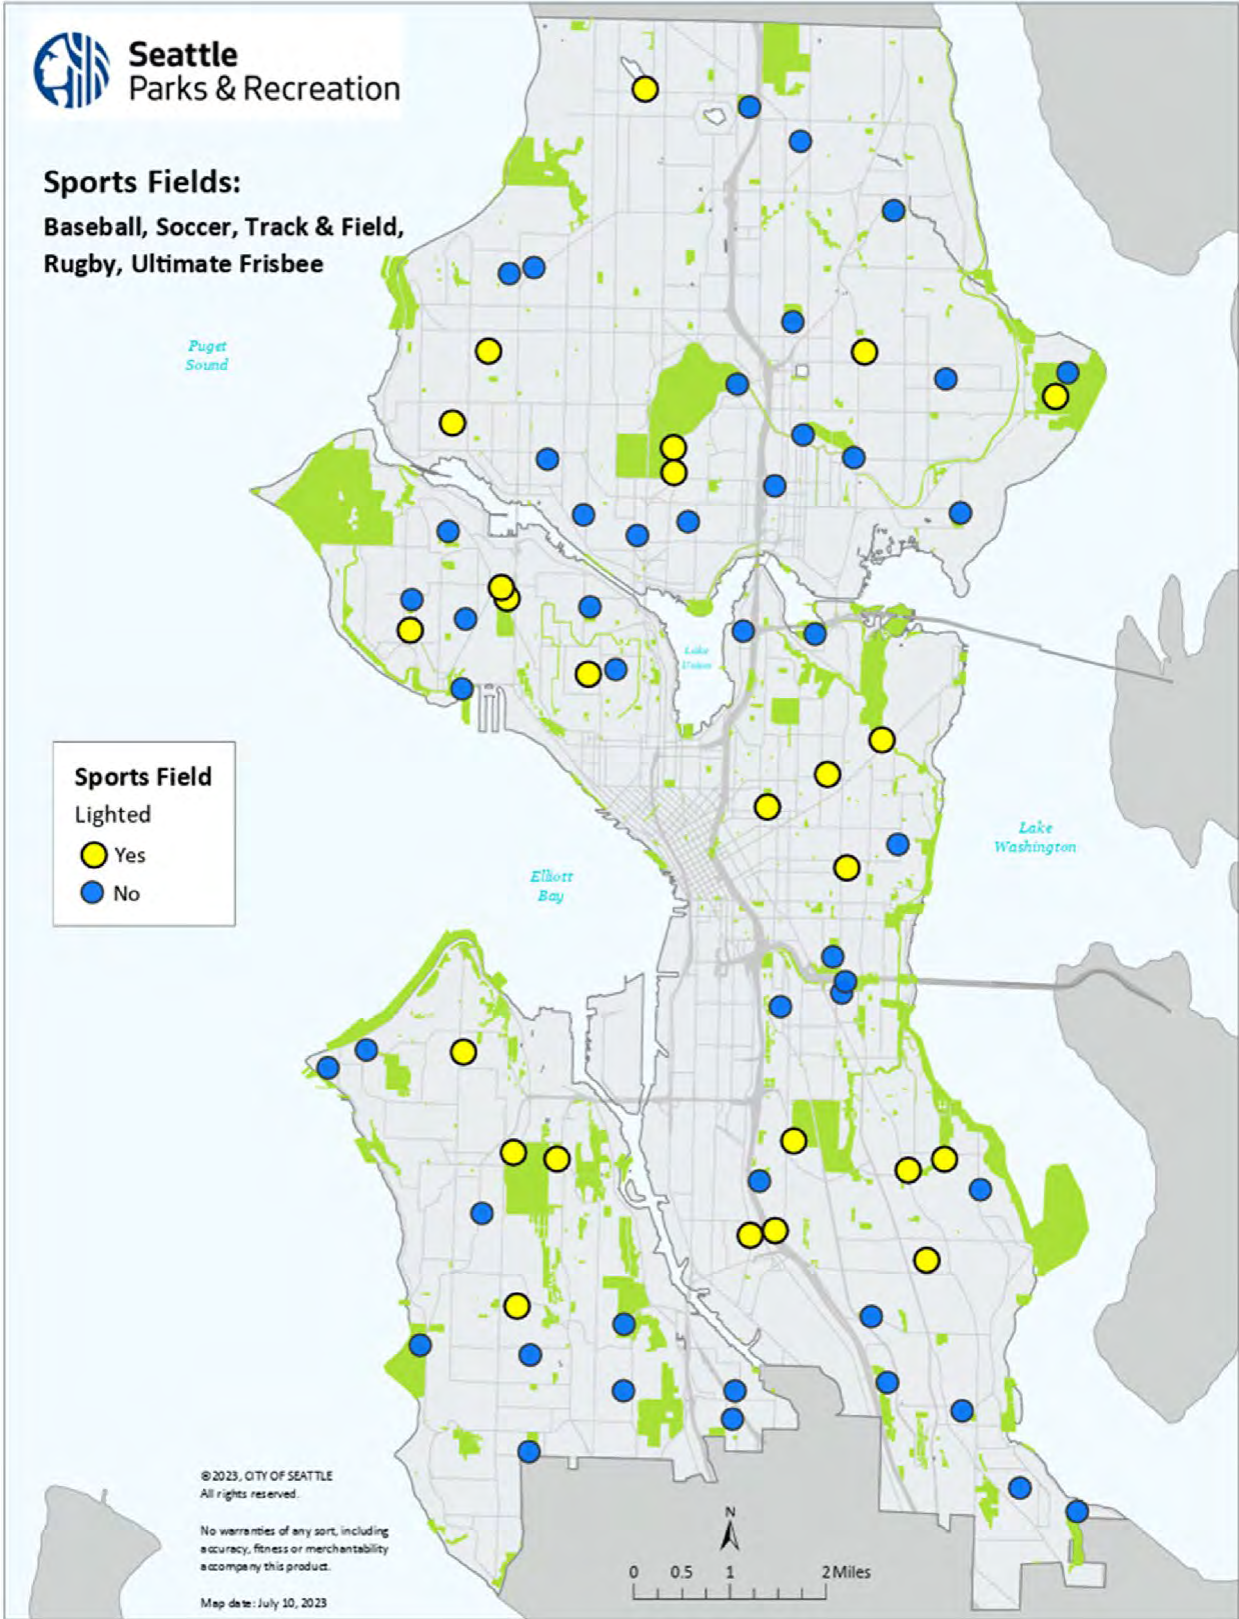 Seattle
Parks & Recreation
Sports Fields:
Baseball, Soccer, Track & Field,
Rugby, Ultimate Frisbee
Puget
Sound
Lake
Union
Sports Field
Lighted
Yes
No
Lake
Washington
Elliott
Bay
©2023, CITY OF SEATTLE
All rights reserved.
No warranties of any sort, including
accuracy, fitness or merchantability
accompany this product.
Map date: July 10, 2023
N
0 0.5 1 2 Miles